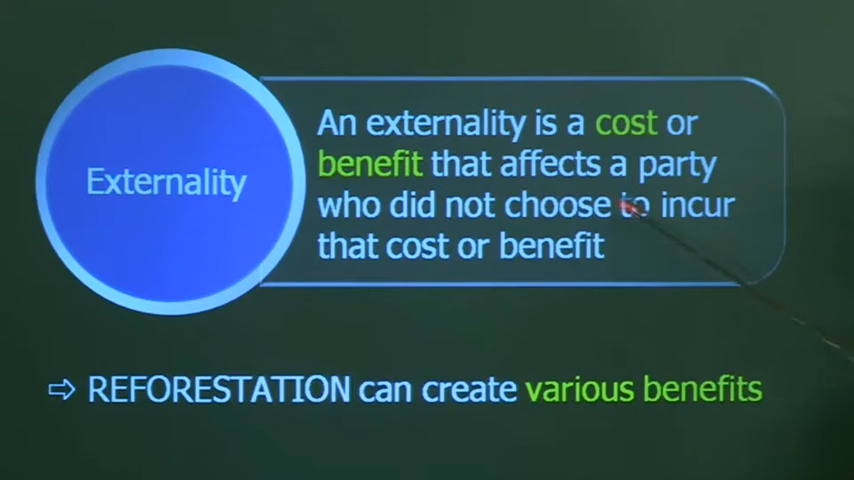 Externality
An externality is a cost or
benefit that affects a party
who did not choose to incur
that cost or benefit
⇨ REFORESTATION can create various benefits